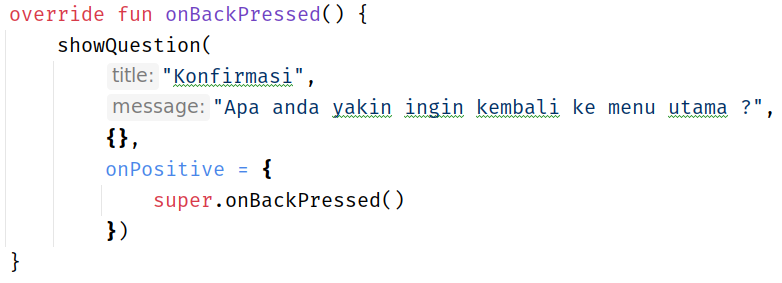 override fun onBackPressed() {
showQuestion(
title: "Konfirmasi",
message: "Apa anda yakin ingin kembali ke menu utama ?",
{},
onPositive = {
super.onBackPressed()
})
}